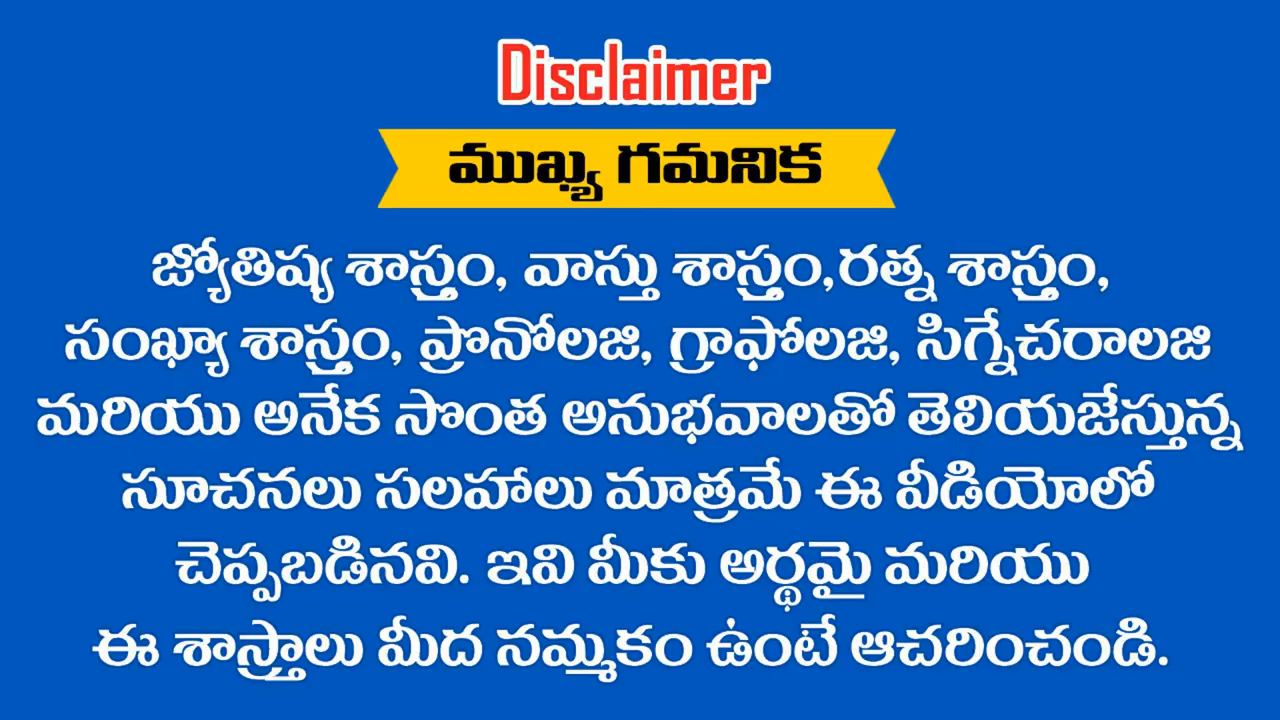 Disclaimer
ముఖ్య గమనిక
జ్యోతిష్య శాస్త్రం, వాస్తు శాస్త్రం,రత్న శాస్త్రం,
సంఖ్యా శాస్త్రం, ప్రొనోలజి, గ్రాఫోలజి, సిగ్నేచరాలజి
మరియు అనేక సొంత అనుభవాలతో తెలియజేస్తున్న
సూచనలు సలహాలు మాత్రమే ఈ వీడియోలో
చెప్పబడినవి. ఇవి మీకు అర్థమై మరియు
ఈ శాస్త్రాలు మీద నమ్మకం ఉంటే ఆచరించండి.